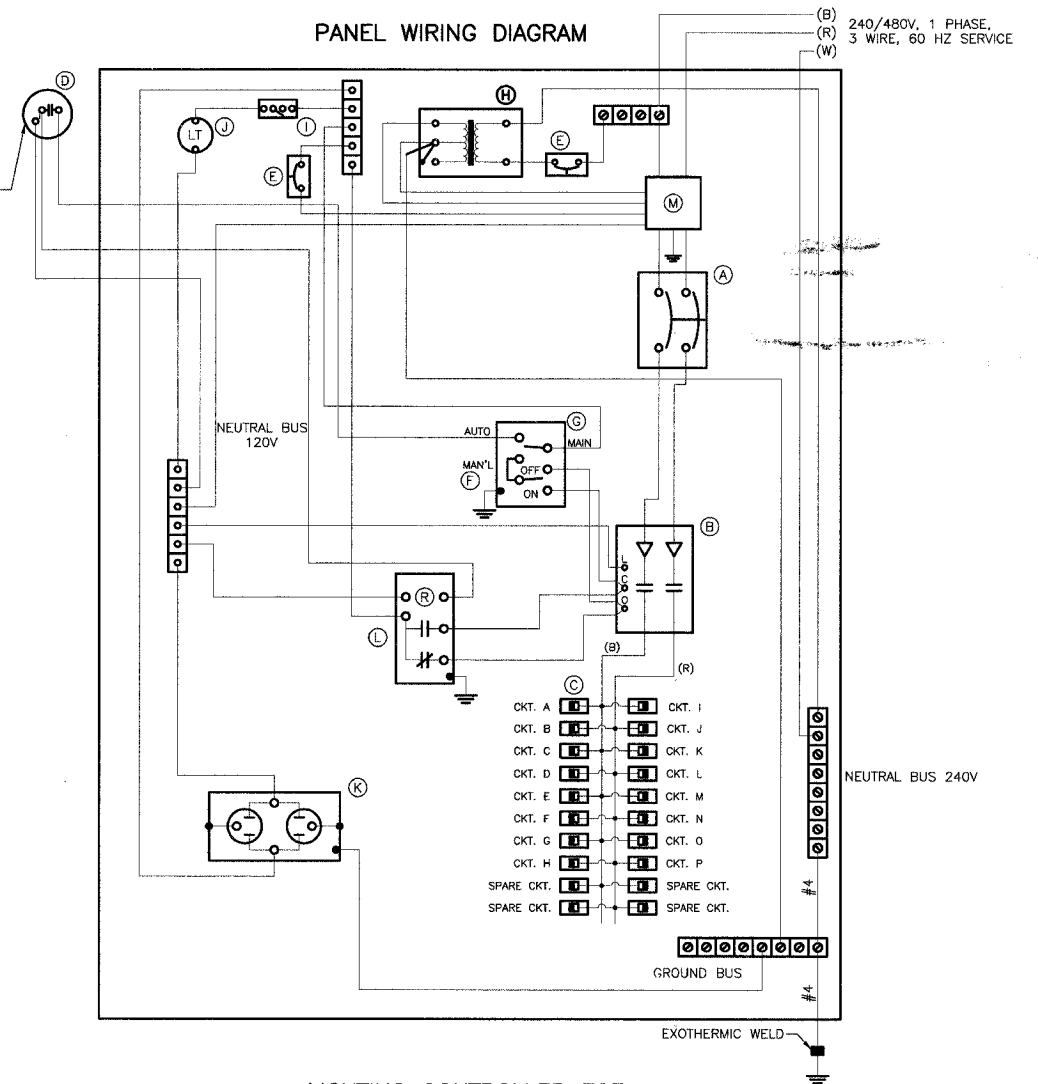 PANEL WIRING DIAGRAM
(B)
(R)
(W)
240/480V, 1 PHASE,
3 WIRE, 60 HZ SERVICE
D
H
LT
J
I
E
E
M
A
NEUTRAL BUS
120V
G
AUTO
MAIN
MAN'L
OFF
F
ON
B
L
C
O
R
L
(B)
(R)
C
CKT. A
CKT. I
CKT. B
CKT. J
CKT. C
CKT. K
CKT. D
CKT. L
CKT. E
CKT. M
CKT. F
CKT. N
CKT. G
CKT. O
CKT. H
CKT. P
SPARE CKT.
SPARE CKT.
SPARE CKT.
SPARE CKT.
NEUTRAL BUS 240V
K
#4
GROUND BUS
#4
EXOTHERMIC WELD